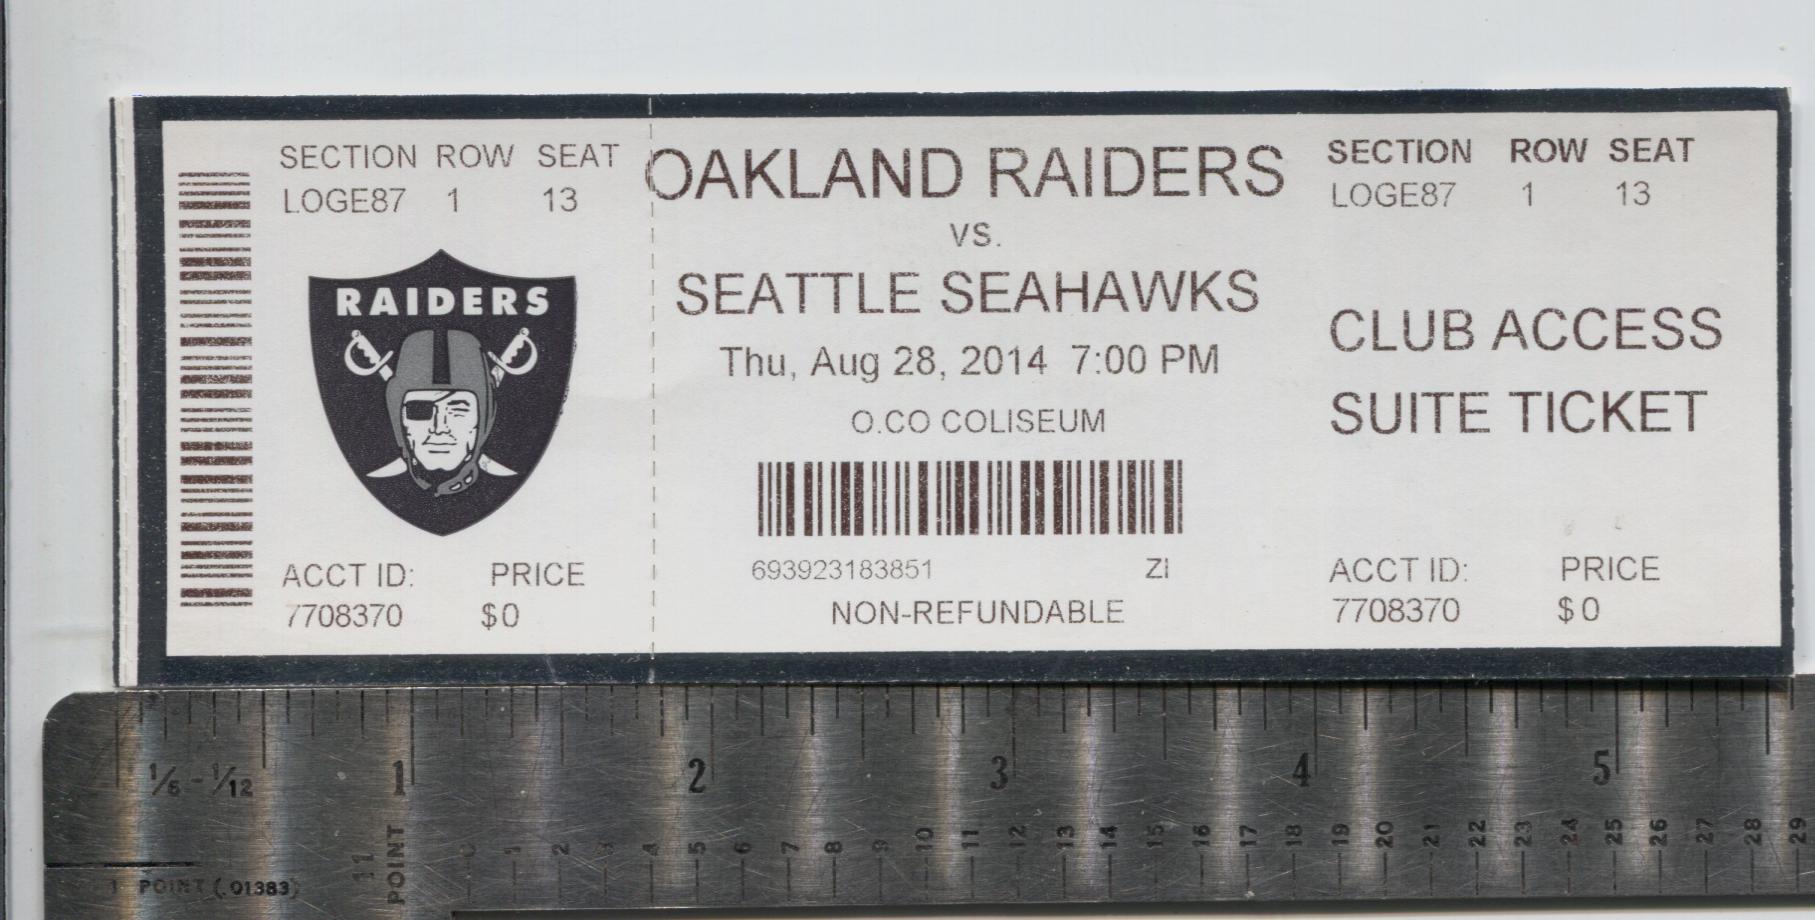 SECTION ROW SEAT
LOGE87 1 13
RAIDERS
ACCT ID: PRICE
7708370 $0
OAKLAND RAIDERS
VS.
SEATTLE SEAHAWKS
Thu, Aug 28, 2014 7:00 PM
O.CO COLISEUM
693923183851 ZI
NON-REFUNDABLE
SECTION ROW SEAT
LOGE87 1 13
CLUB ACCESS
SUITE TICKET
ACCT ID: PRICE
7708370 $0
1/6 - 1/12 1 2 3 4 5
11 POINT
0 1 2 3 4 5 6 7 8 9 10 11 12 13 14 15 16 17 18 19 20 21 22 23 24 25 26 27 28 29
1 POINT (.01383)